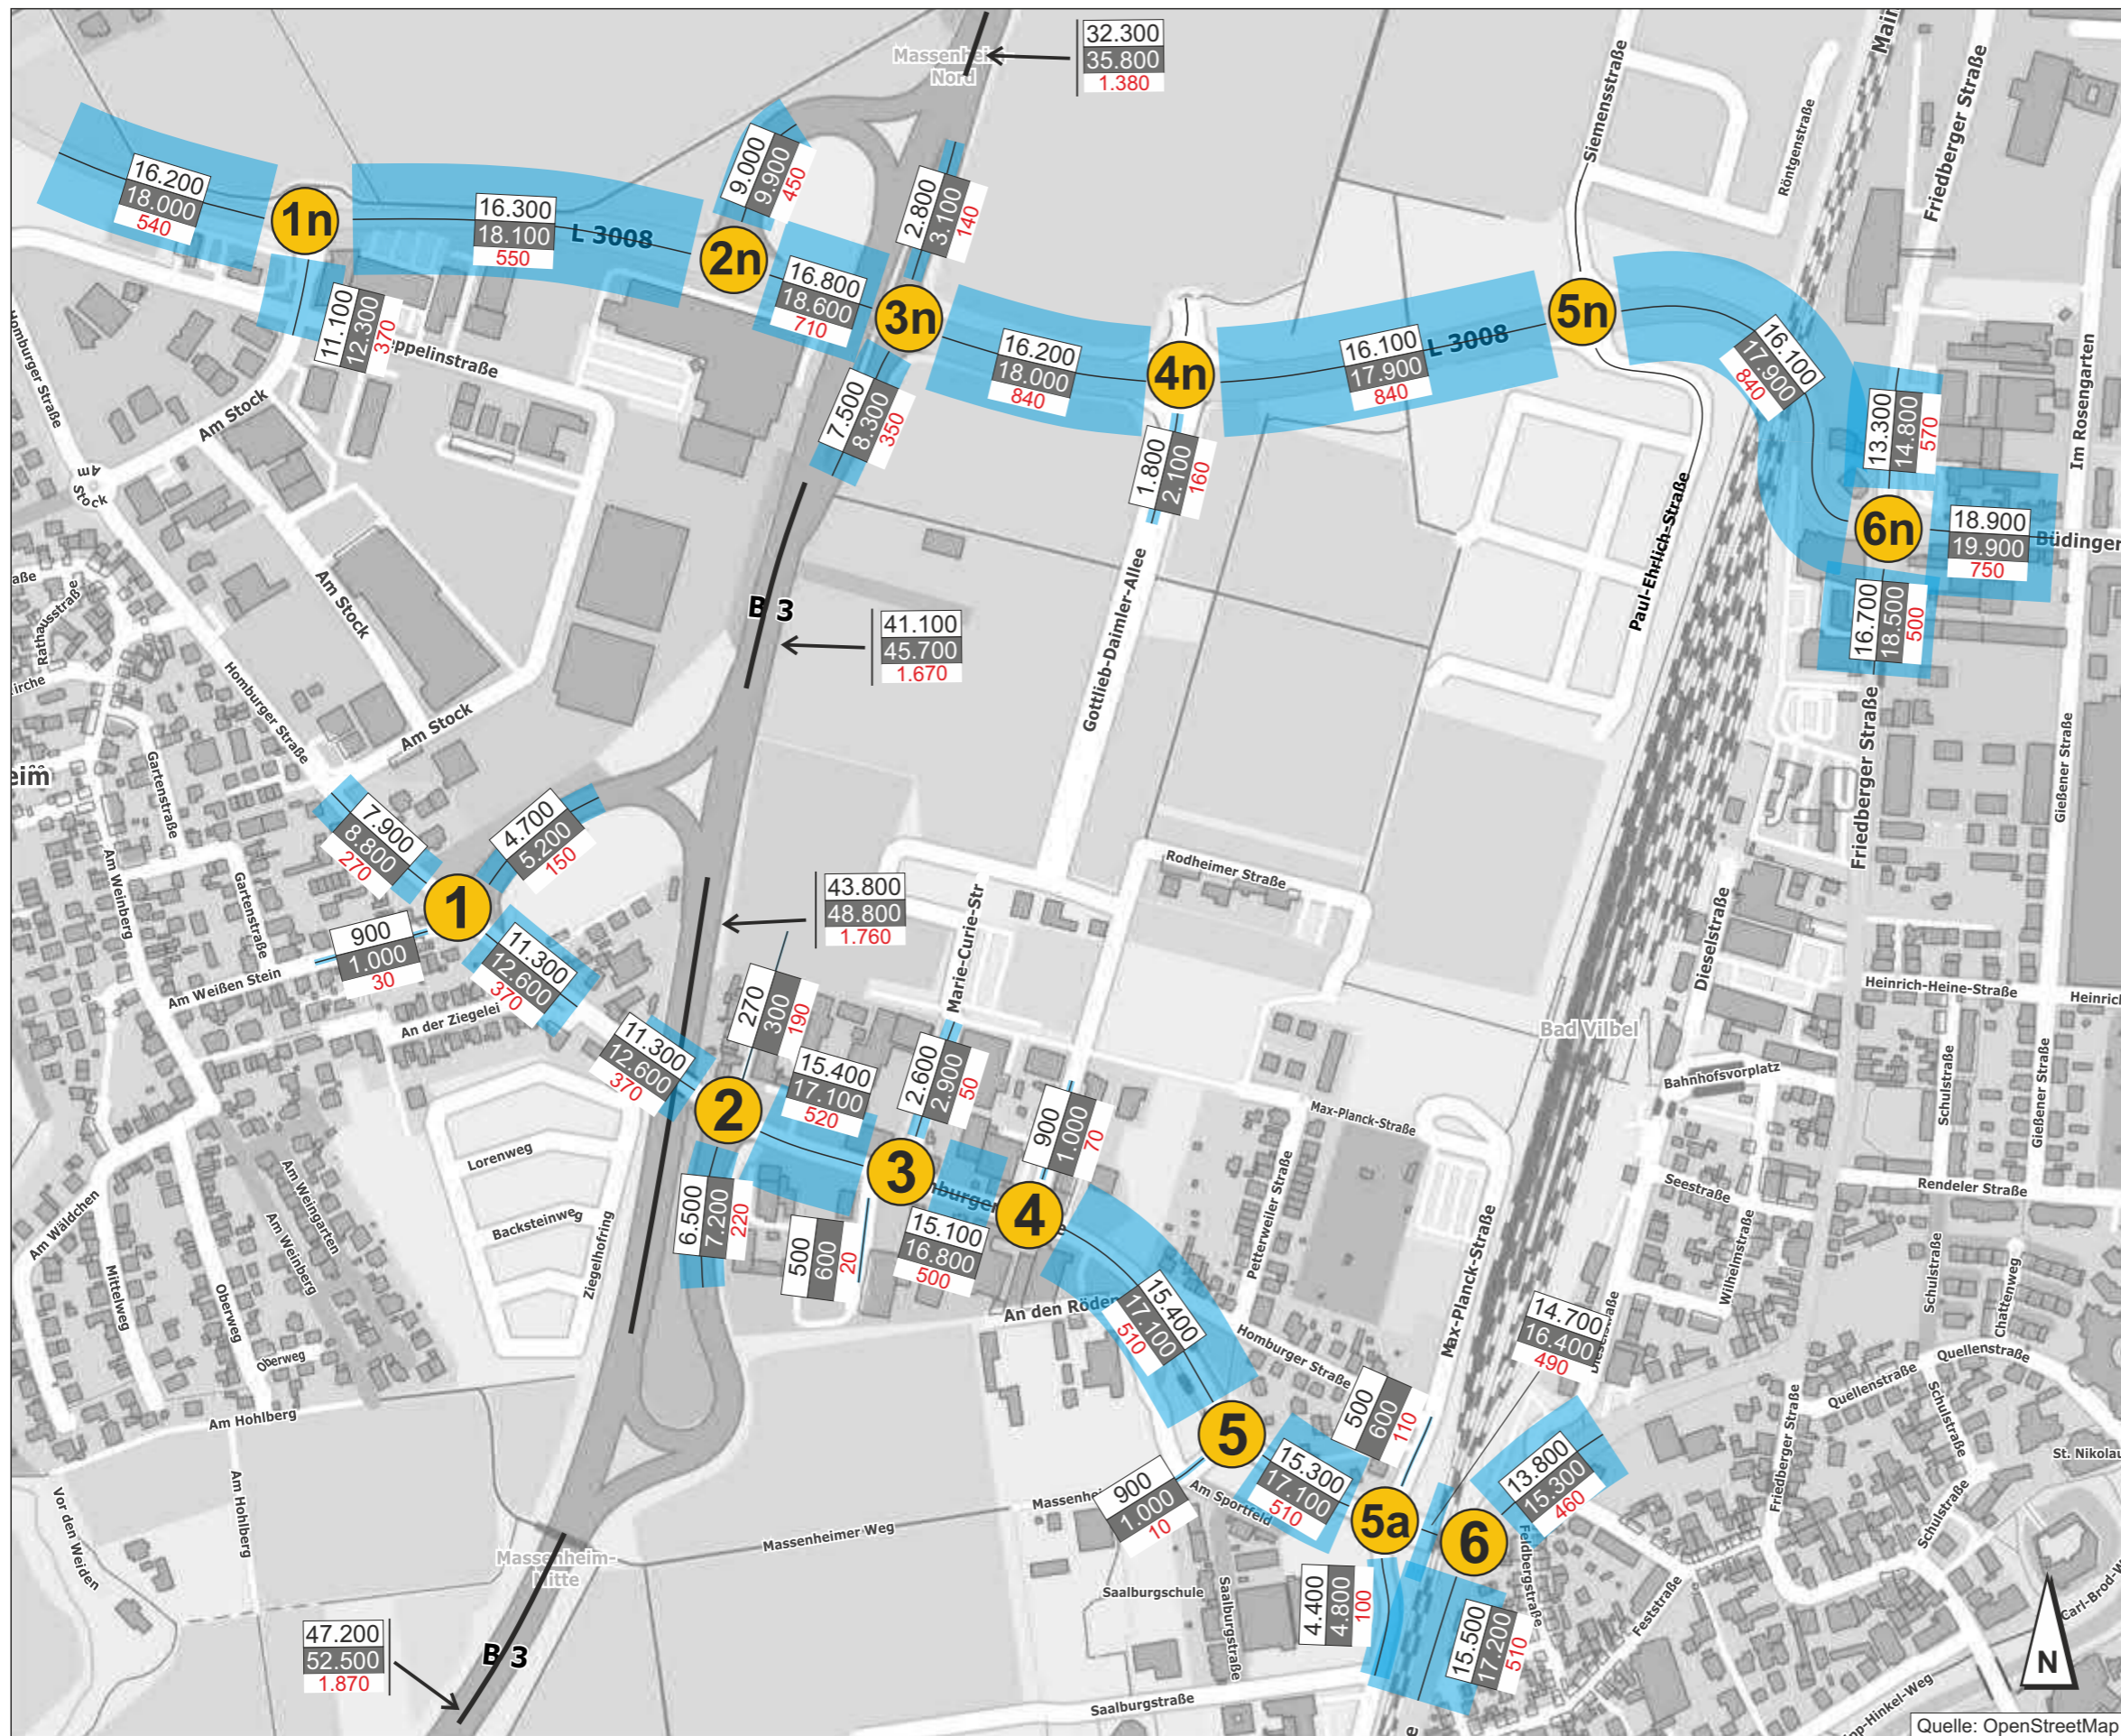 Massenheim
Nord
32.300
35.800
1.380
Siemensstraße
Röntgenstraße
Main
Friedberger Straße
16.200
18.000
540
1n
16.300
18.100
550
L 3008
9.000
9.900
450
2n
2.800
3.100
140
16.800
18.600
710
3n
11.100
12.300
370
eppelinstraße
7.500
8.300
350
16.200
18.000
840
4n
16.100
17.900
840
L 3008
5n
16.100
17.900
840
13.300
14.800
570
Im Rosengarten
6n
18.900
19.900
750
Büdinger
16.700
18.500
500
Homburger Straße
Am Stock
Am
Stock
Am Stock
Am Stock
1.800
2.100
160
Gottlieb-Daimler-Allee
Paul-Ehrlich-Straße
B 3
41.100
45.700
1.670
aße
Rathausstraße
irche
Homburger Straße
Friedberger Straße
Gießener Straße
eim
Gartenstraße
Gartenstraße
Am Weinberg
7.900
8.800
270
4.700
5.200
150
1
900
1.000
30
11.300
12.600
370
Am Weißen Stein
An der Ziegelei
43.800
48.800
1.760
Rodheimer Straße
Marie-Curie-Str
Dieselstraße
Heinrich-Heine-Straße
Heinrich
Bad Vilbel
Bahnhofsvorplatz
Schulstraße
Gießener Straße
11.300
12.600
370
2
270
300
190
15.400
17.100
520
2.600
2.900
50
3
900
1.000
70
Max-Planck-Straße
4
15.100
16.800
500
500
600
20
6.500
7.200
220
Lorenweg
Backsteinweg
Ziegelhofring
Am Wäldchen
Mittelweg
Oberweg
Oberweg
Am Weingarten
Am Weinberg
An den Röden
15.400
17.100
510
Petterweiler Straße
Homburger Straße
Max-Planck-Straße
Seestraße
Wilhelmstraße
Rendeler Straße
Schulstraße
Chattenweg
Quellenstraße
Quellenstraße
Schulstraße
Friedberger Straße
St. Nikolau
14.700
16.400
490
5
15.300
17.100
510
500
600
110
5a
6
13.800
15.300
460
900
1.000
10
Am Sportfeld
Am Hohlberg
Am Hohlberg
Vor den Weiden
Massenheimer Weg
Massenheim-
Mitte
Saalburgschule
Saalburgstraße
Saalburgstraße
4.400
4.800
100
15.500
17.200
510
Feldbergstraße
Feststraße
Schulstraße
47.200
52.500
1.870
B 3
N
Quelle: OpenStreetMap